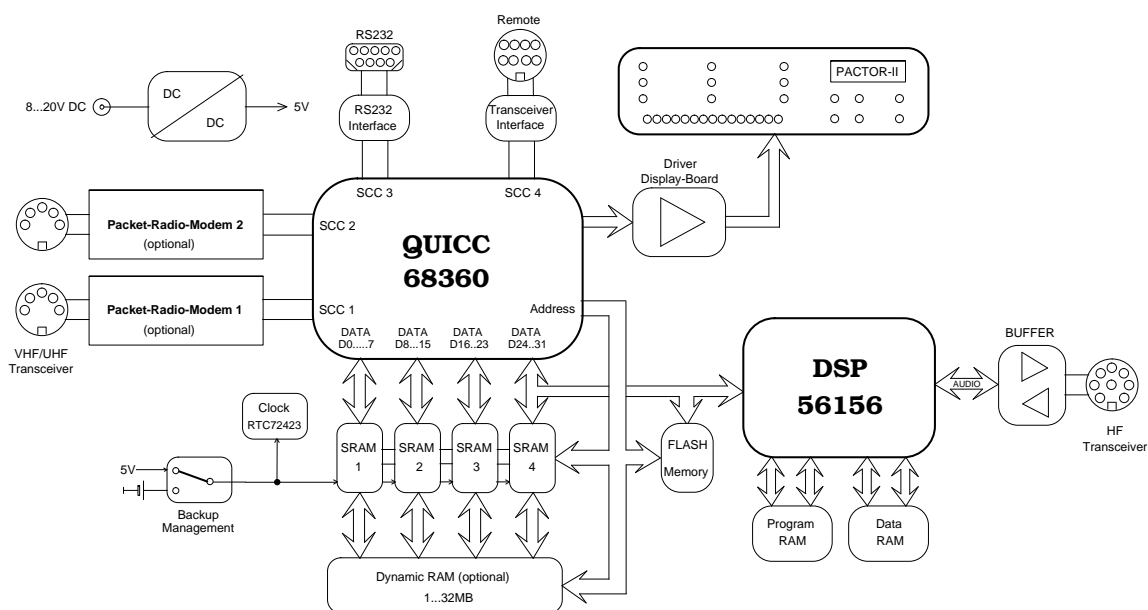 RS232
Remote
PACTOR-II
8...20V DC
DC
DC
5V
RS232
Interface
Transceiver
Interface
Driver
Display-Board
SCC 3
SCC 4
Packet-Radio-Modem 2
(optional)
SCC 2
QUICC
68360
Packet-Radio-Modem 1
(optional)
SCC 1
Address
VHF/UHF
Transceiver
DATA
D0.....7
DATA
D8...15
DATA
D16..23
DATA
D24..31
BUFFER
DSP
56156
AUDIO
HF
Transceiver
Clock
RTC72423
SRAM
1
SRAM
2
SRAM
3
SRAM
4
FLASH
Memory
5V
Backup
Management
Program
RAM
Data
RAM
Dynamic RAM (optional)
1...32MB